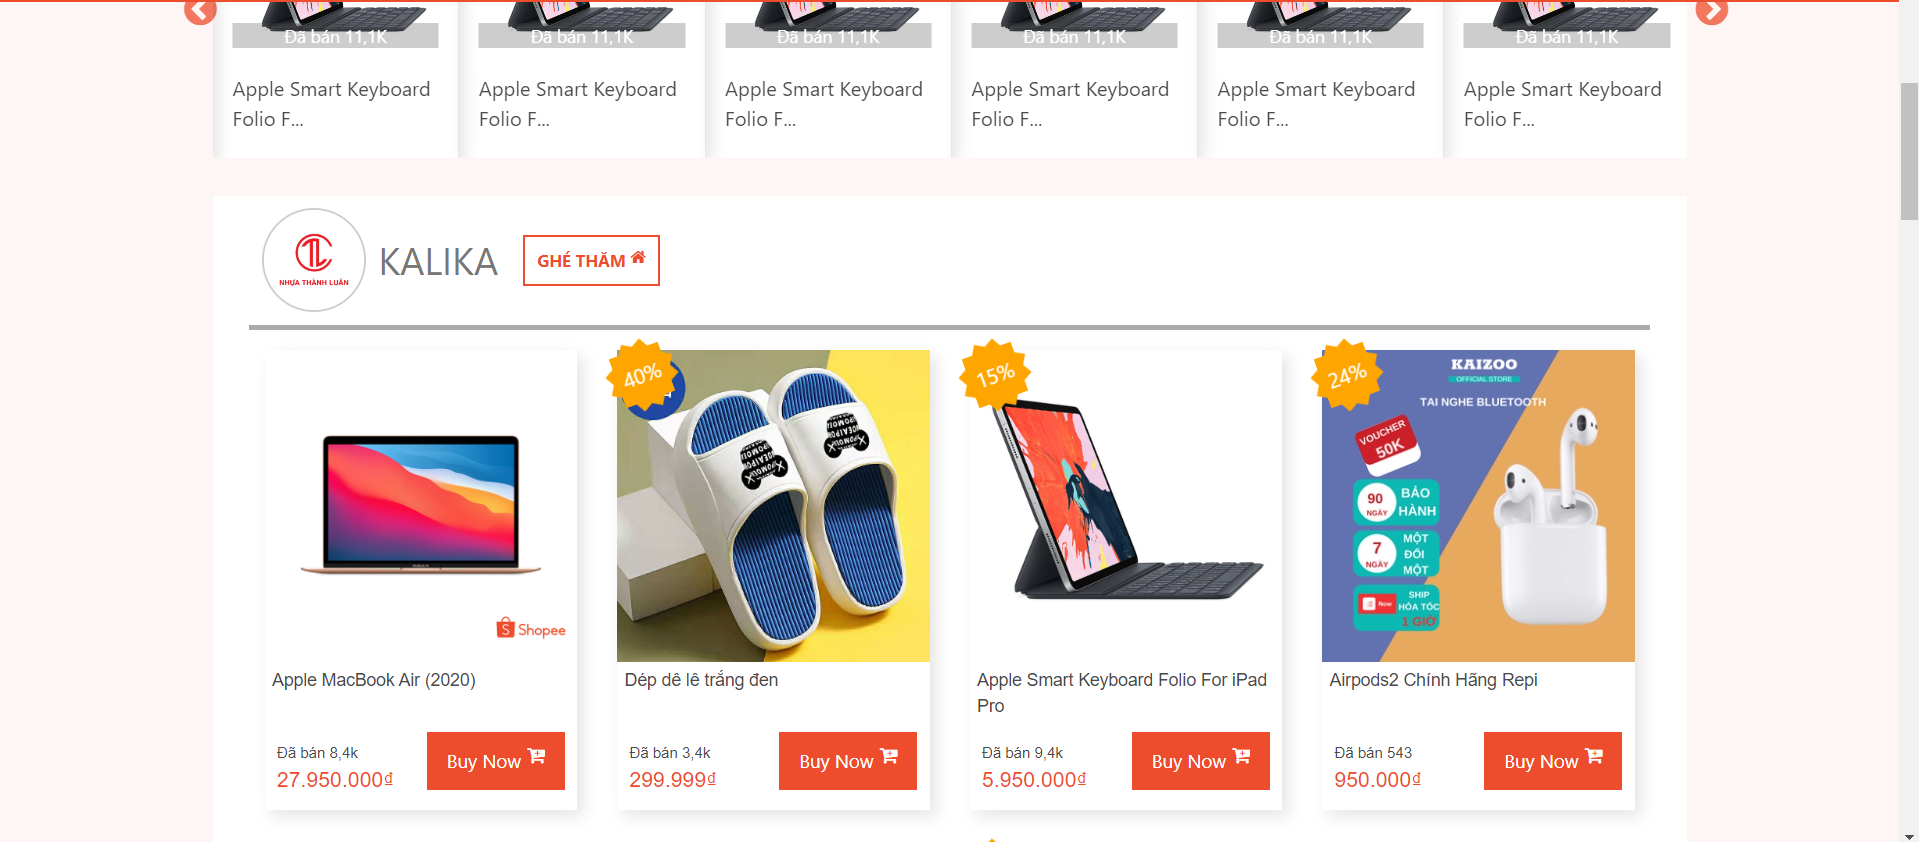 Đã bán 11,1K
Đã bán 11,1K
Đã bán 11,1K
Đã bán 11,1K
Đã bán 11,1K
Đã bán 11,1K
Apple Smart Keyboard
Folio F...
Apple Smart Keyboard
Folio F...
Apple Smart Keyboard
Folio F...
Apple Smart Keyboard
Folio F...
Apple Smart Keyboard
Folio F...
Apple Smart Keyboard
Folio F...
TL
NHỰA THÀNH LUÂN
KALIKA
GHÉ THĂM
Shopee
Apple MacBook Air (2020)
Đã bán 8,4k
27.950.000₫
Buy Now
40%
Dép dê lê trắng đen
Đã bán 3,4k
299.999₫
Buy Now
15%
Apple Smart Keyboard Folio For iPad
Pro
Đã bán 9,4k
5.950.000₫
Buy Now
24%
KAIZOO
OFFICIAL STORE
TAI NGHE BLUETOOTH
VOUCHER
50K
90
NGÀY
BẢO
HÀNH
7
NGÀY
MỘT
ĐỔI
MỘT
Now
SHIP
HỎA TỐC
1 GIỜ
Airpods2 Chính Hãng Repi
Đã bán 543
950.000₫
Buy Now